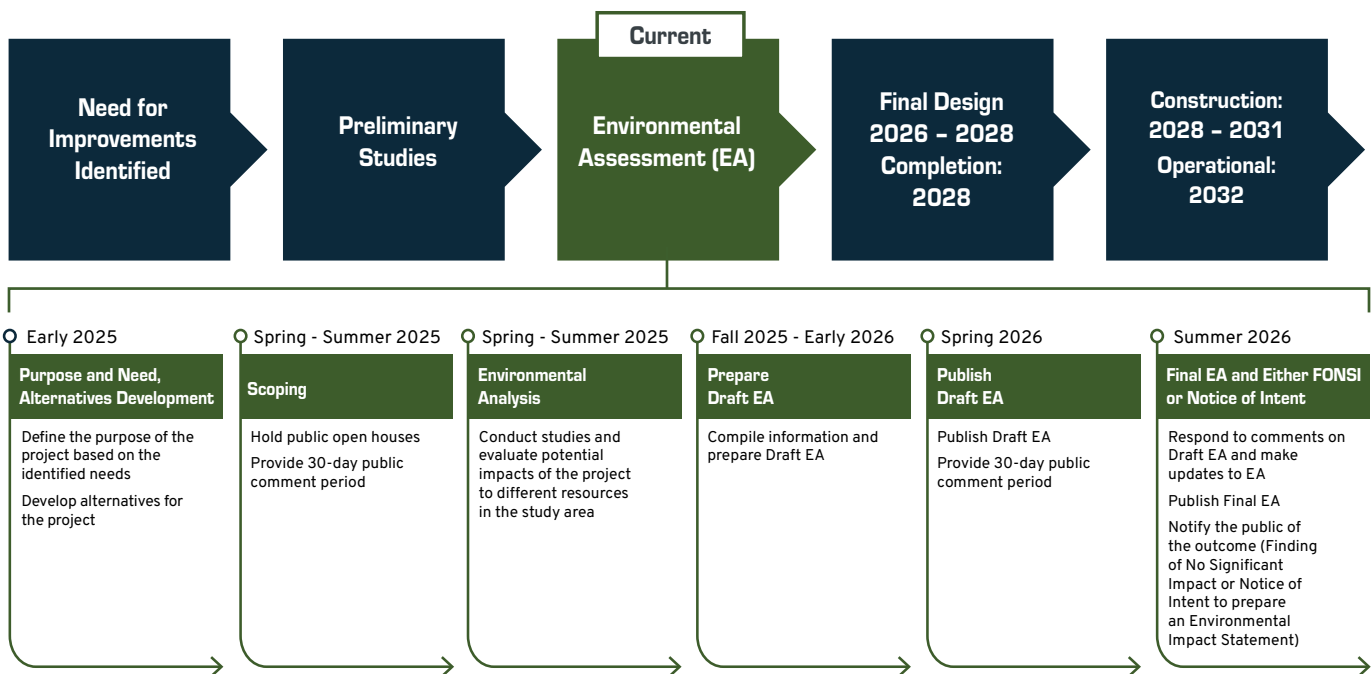 Current
Need for
Improvements
Identified
Preliminary
Studies
Environmental
Assessment (EA)
Final Design
2026 – 2028
Completion:
2028
Construction:
2028 – 2031
Operational:
2032
Early 2025
Purpose and Need,
Alternatives Development
Define the purpose of the
project based on the
identified needs
Develop alternatives for
the project
Spring - Summer 2025
Scoping
Hold public open houses
Provide 30-day public
comment period
Spring - Summer 2025
Environmental
Analysis
Conduct studies and
evaluate potential
impacts of the project
to different resources
in the study area
Fall 2025 - Early 2026
Prepare
Draft EA
Compile information and
prepare Draft EA
Spring 2026
Publish
Draft EA
Publish Draft EA
Provide 30-day public
comment period
Summer 2026
Final EA and Either FONSI
or Notice of Intent
Respond to comments on
Draft EA and make
updates to EA
Publish Final EA
Notify the public of
the outcome (Finding
of No Significant
Impact or Notice of
Intent to prepare
an Environmental
Impact Statement)